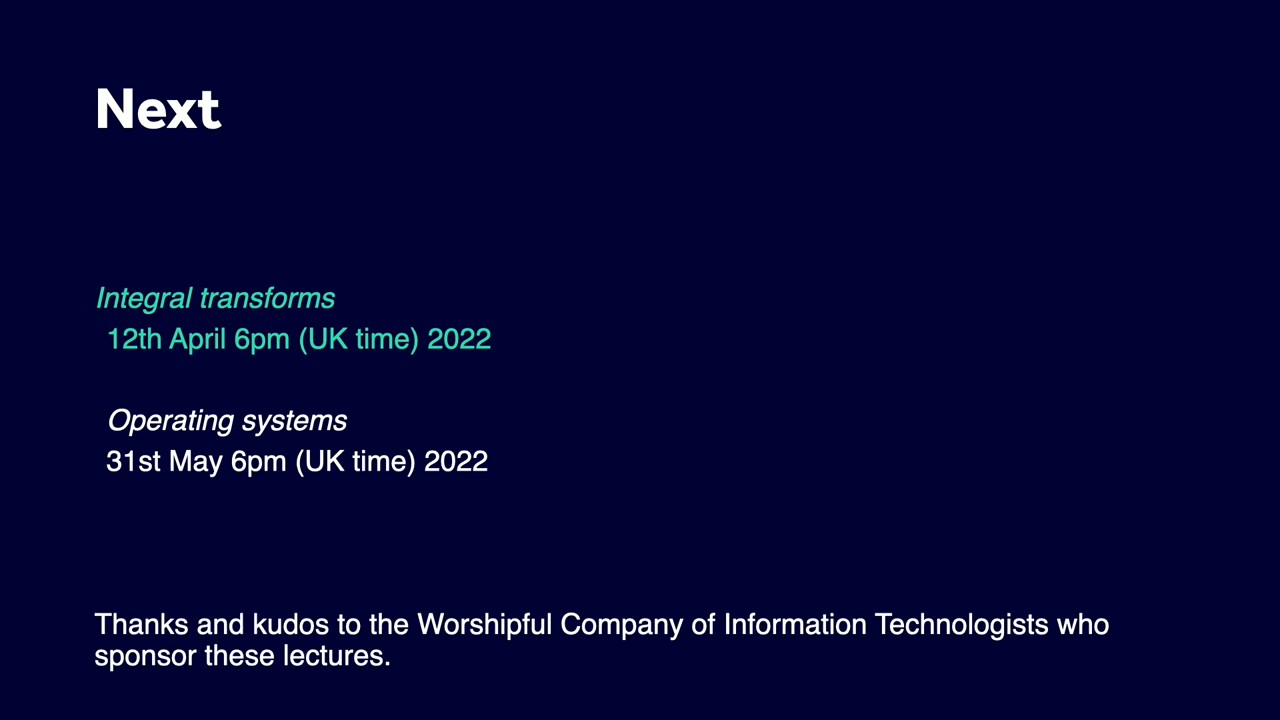 Next
Integral transforms
12th April 6pm (UK time) 2022
Operating systems
31st May 6pm (UK time) 2022
Thanks and kudos to the Worshipful Company of Information Technologists who
sponsor these lectures.